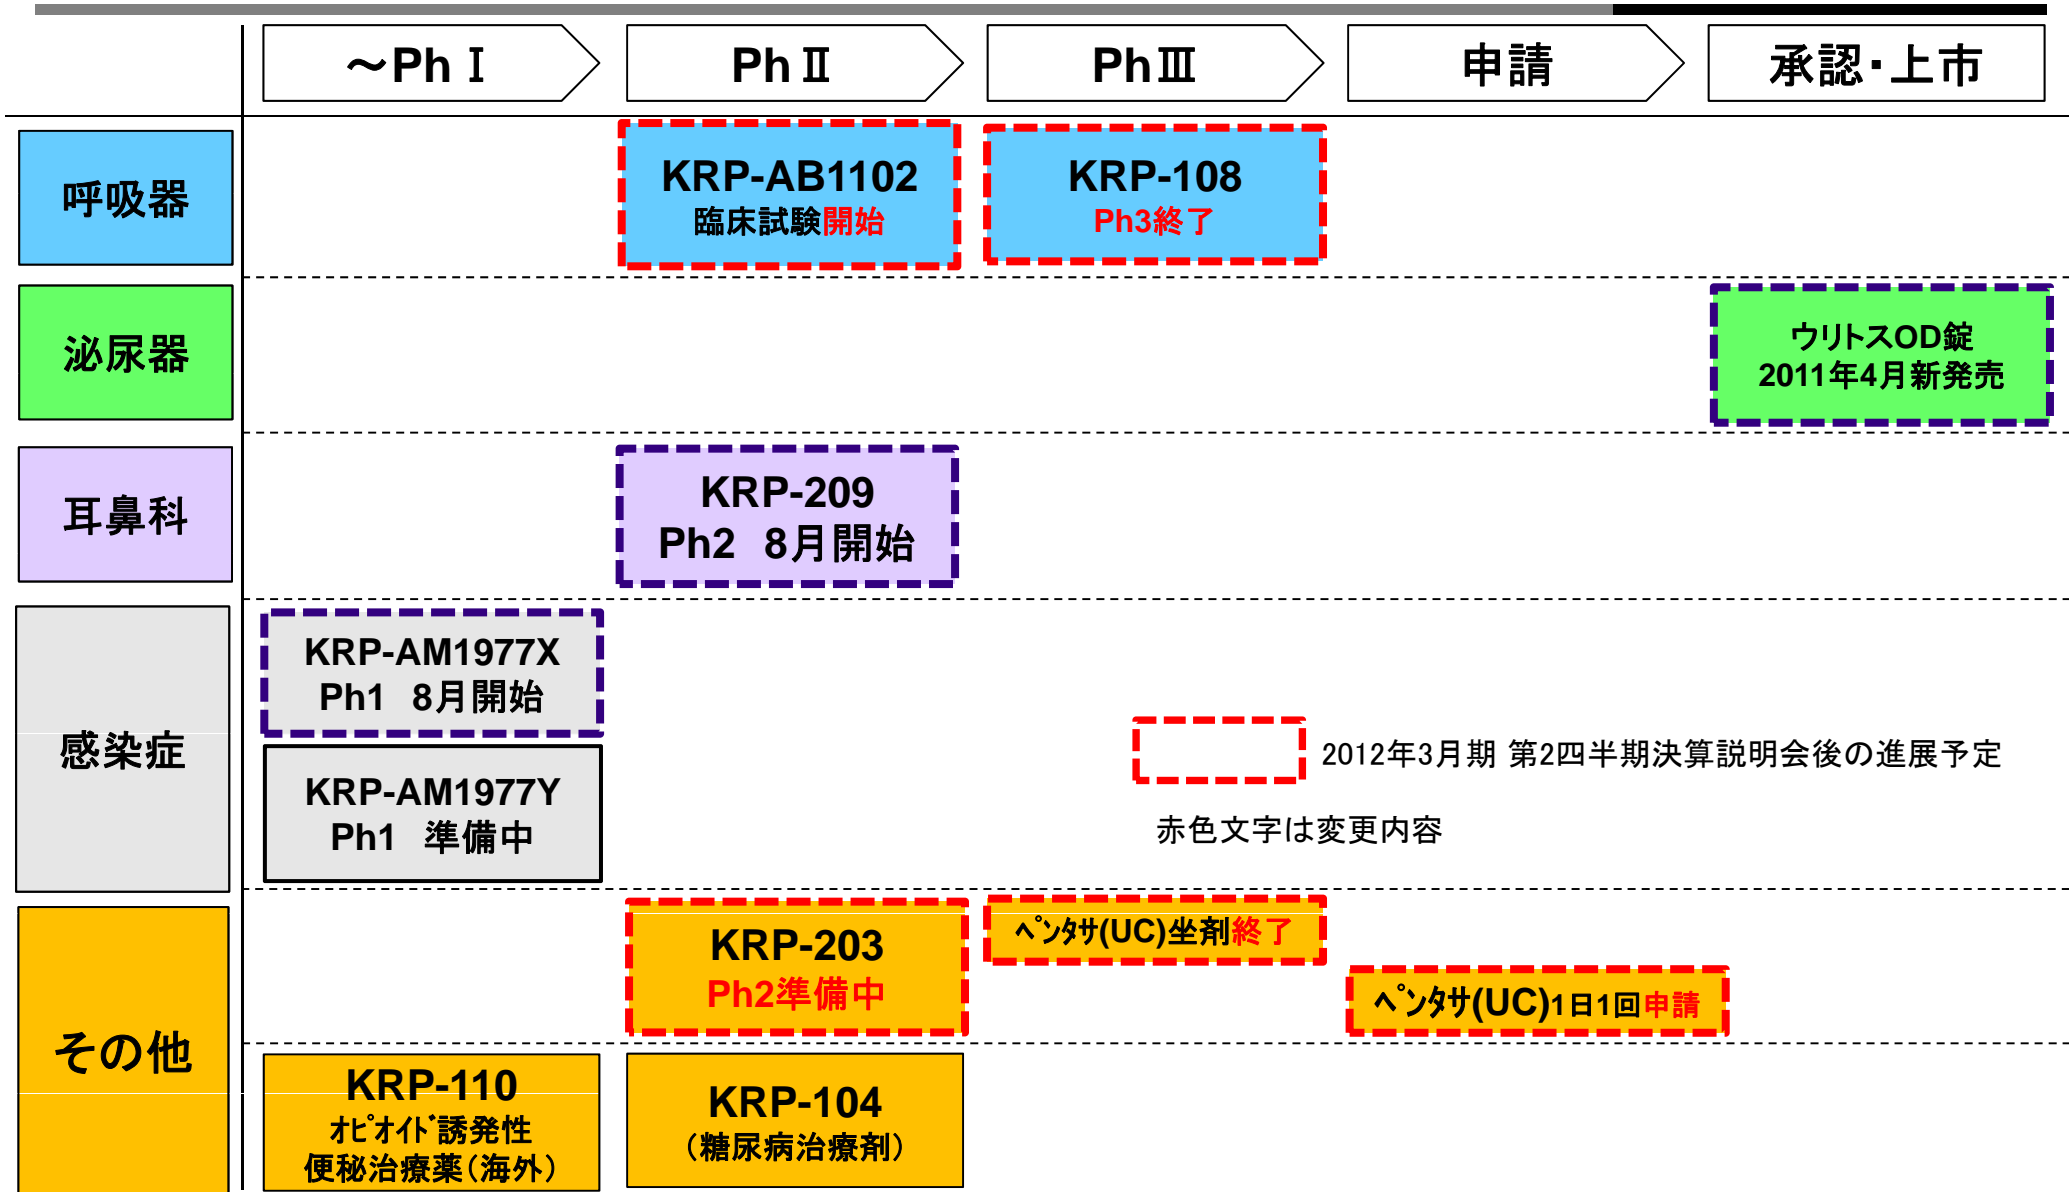 ～Ph Ⅰ
Ph Ⅱ
PhⅢ
申請
承認・上市
呼吸器
KRP-AB1102
臨床試験開始
KRP-108
Ph3終了
泌尿器
ウリトスOD錠
2011年4月新発売
耳鼻科
KRP-209
Ph2　8月開始
感染症
KRP-AM1977X
Ph1　8月開始
KRP-AM1977Y
Ph1　準備中
2012年3月期 第2四半期決算説明会後の進展予定
赤色文字は変更内容
その他
KRP-203
Ph2準備中
ﾍﾟﾝﾀｻ(UC)坐剤終了
ﾍﾟﾝﾀｻ(UC)1日1回申請
KRP-110
ｵﾋﾟｵｲﾄﾞ誘発性
便秘治療薬（海外）
KRP-104
（糖尿病治療剤）